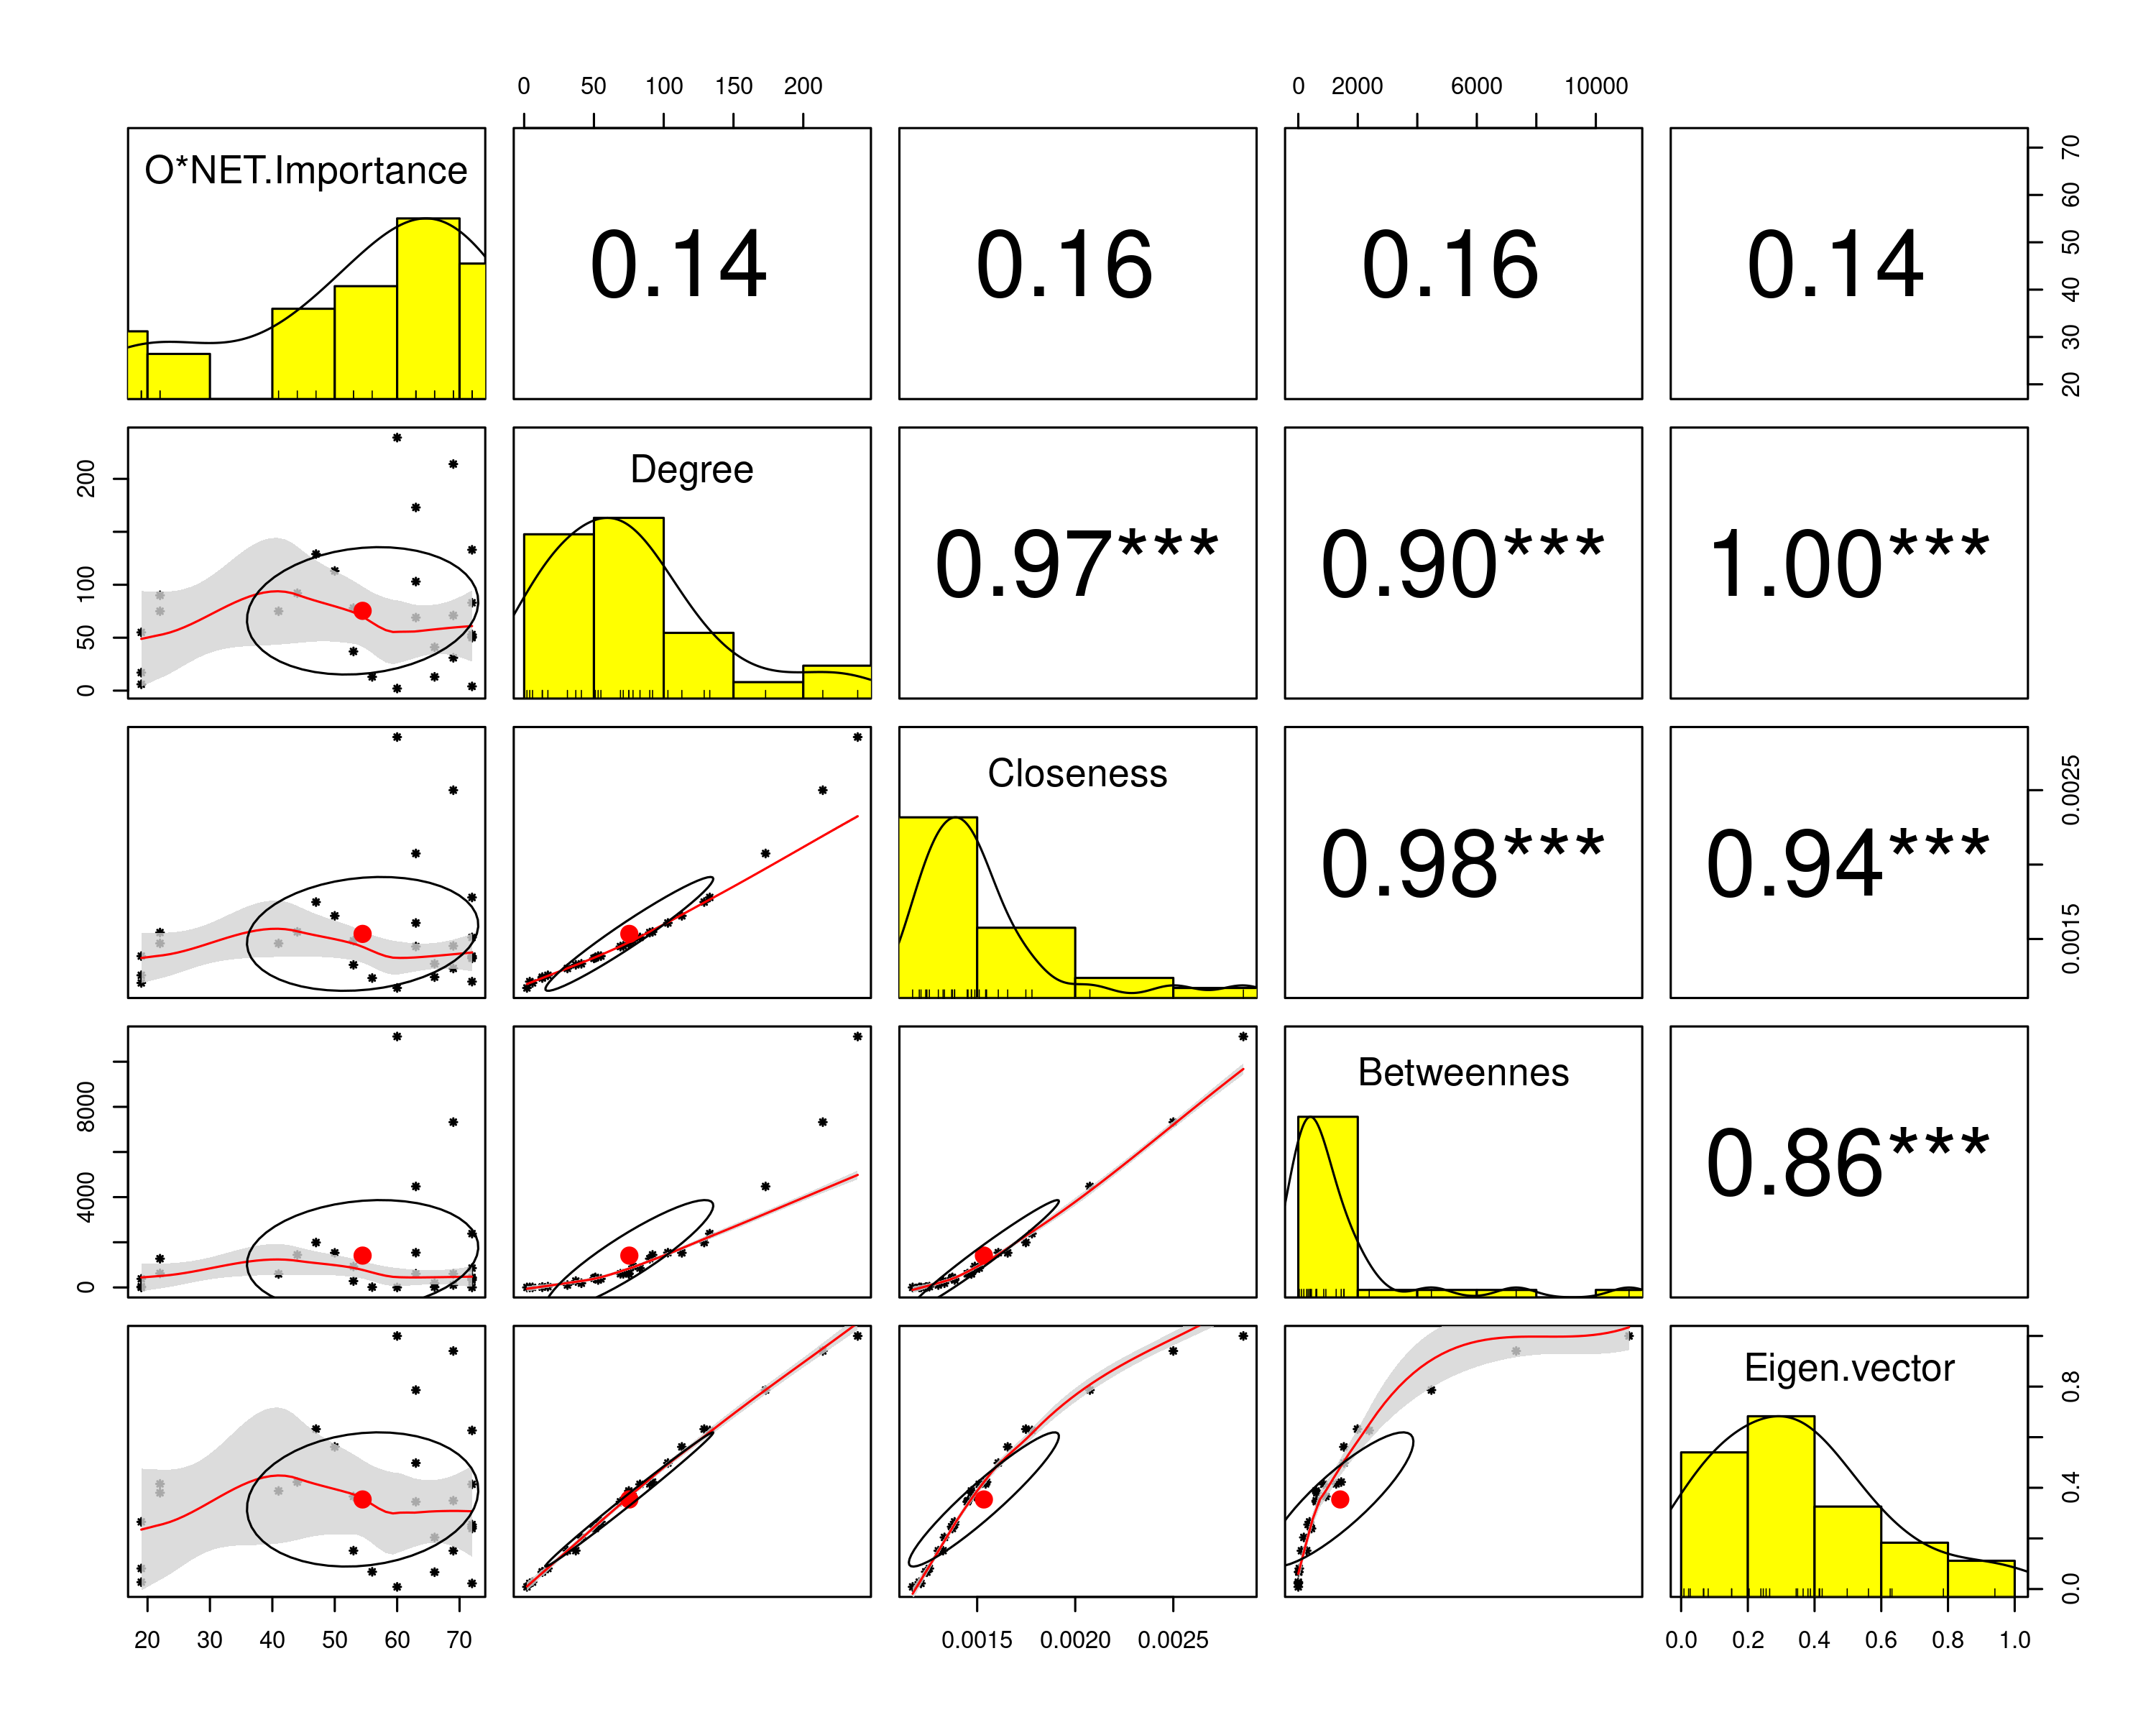 0 50 100 150 200 0 2000 6000 10000
O*NET.Importance 0.14 0.16 0.16 0.14 20 30 40 50 60 70
0 50 100 200 Degree 0.97*** 0.90*** 1.00***
Closeness 0.98*** 0.94*** 0.0015 0.0025
0 4000 8000 Betweennes 0.86***
Eigen.vector 0.0 0.4 0.8
20 30 40 50 60 70 0.0015 0.0020 0.0025 0.0 0.2 0.4 0.6 0.8 1.0